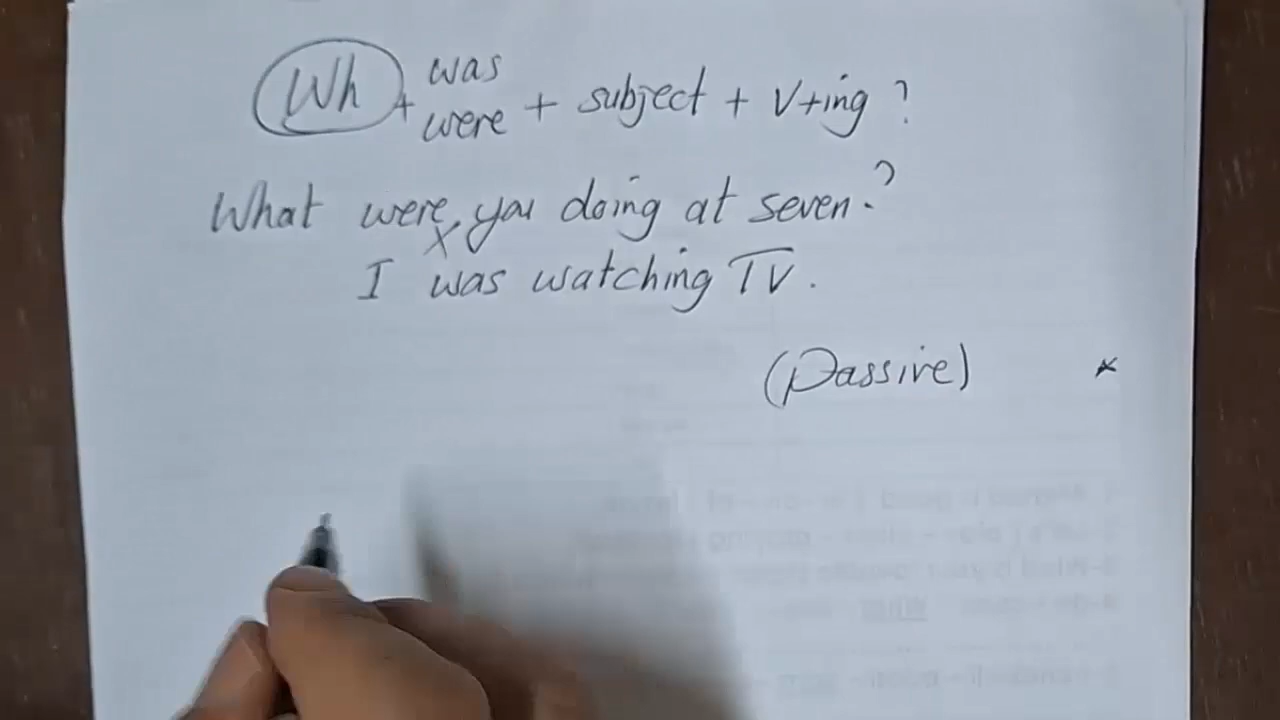 Wh + was were + subject + V+ing ?
What were you doing at seven ?
x
I was watching TV .
(Passive) *